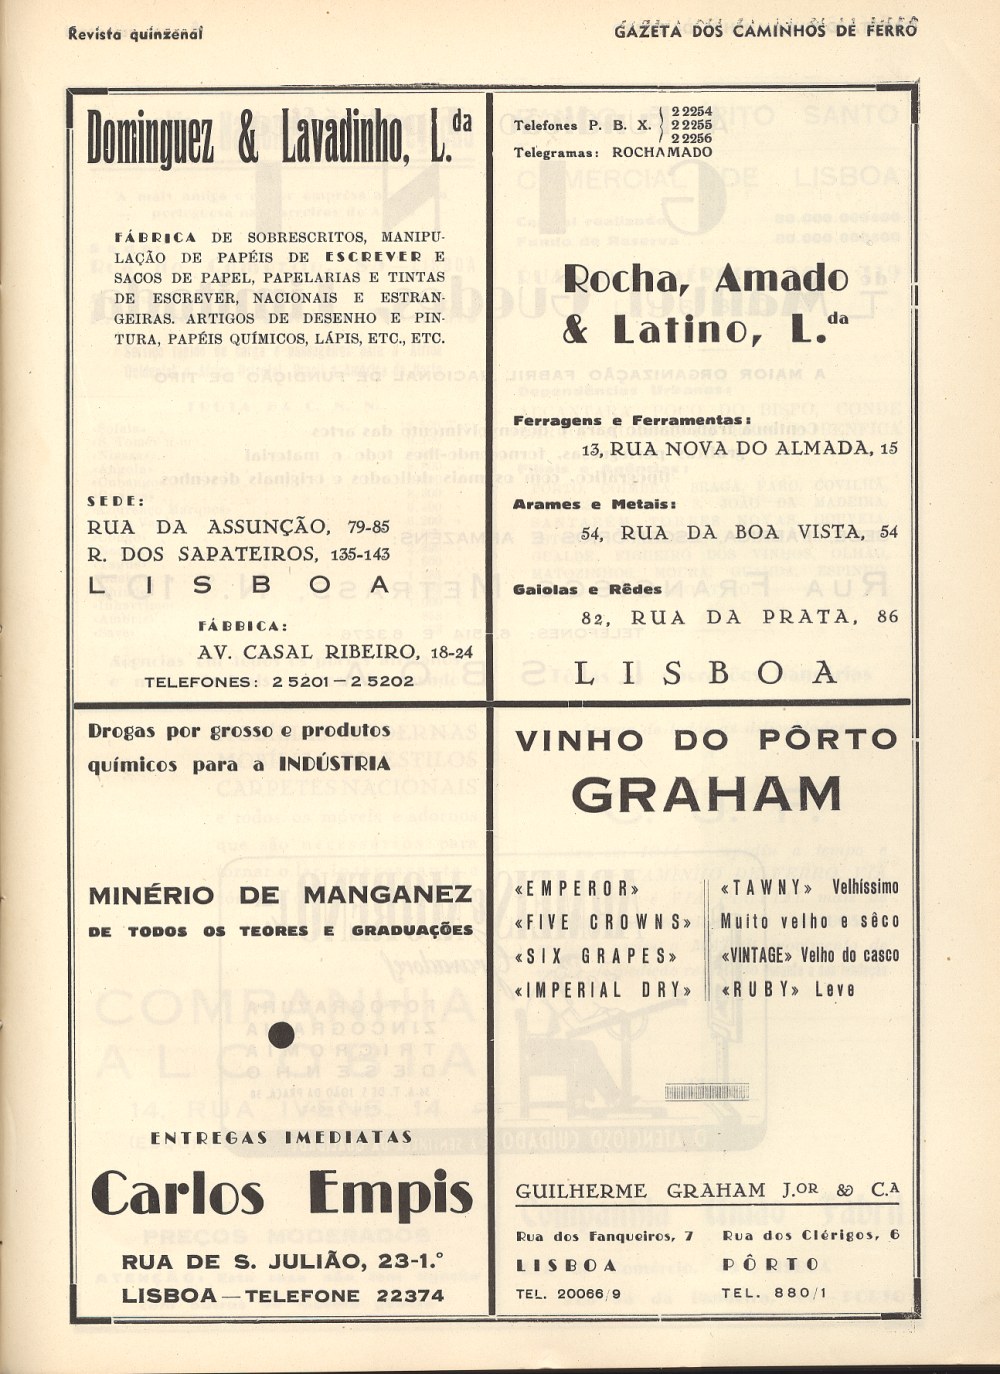 Revista quinzenal
GAZETA DOS CAMINHOS DE FERRO
Dominguez & Lavadinho, L.da
FÁBRICA DE SOBRESCRITOS, MANIPU-
LAÇÃO DE PAPÉIS DE ESCREVER E
SACOS DE PAPEL, PAPELARIAS E TINTAS
DE ESCREVER, NACIONAIS E ESTRAN-
GEIRAS. ARTIGOS DE DESENHO E PIN-
TURA, PAPÉIS QUÍMICOS, LÁPIS, ETC., ETC.
SEDE:
RUA DA ASSUNÇÃO, 79-85
R. DOS SAPATEIROS, 135-143
LISBOA
FÁBBICA:
AV. CASAL RIBEIRO, 18-24
TELEFONES: 2 5201 — 2 5202
Telefones P. B. X. } 2 2254
2 2255
2 2256
Telegramas: ROCHAMADO
Rocha, Amado
& Latino, L.da
Ferragens e Ferramentas:
13, RUA NOVA DO ALMADA, 15
Arames e Metais:
54, RUA DA BOA VISTA, 54
Gaiolas e Rêdes
82, RUA DA PRATA, 86
LISBOA
Drogas por grosso e produtos
químicos para a INDÚSTRIA
MINÉRIO DE MANGANEZ
DE TODOS OS TEORES E GRADUAÇÕES
ENTREGAS IMEDIATAS
Carlos Empis
RUA DE S. JULIÃO, 23-1.º
LISBOA — TELEFONE 22374
VINHO DO PÔRTO
GRAHAM
«EMPEROR»
«FIVE CROWNS»
«SIX GRAPES»
«IMPERIAL DRY»
«TAWNY» Velhíssimo
Muito velho e sêco
«VINTAGE» Velho do casco
«RUBY» Leve
GUILHERME GRAHAM J.OR & C.A
Rua dos Fanqueiros, 7
LISBOA
TEL. 20066/9
Rua dos Clérigos, 6
PÔRTO
TEL. 880/1